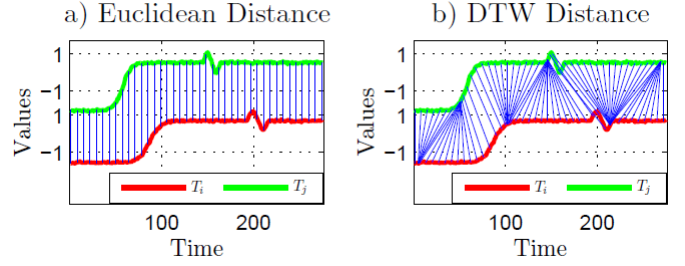 a) Euclidean Distance
Values
1
−1
1
−1
T_i
T_j
100
200
Time
b) DTW Distance
Values
1
−1
1
−1
T_i
T_j
100
200
Time